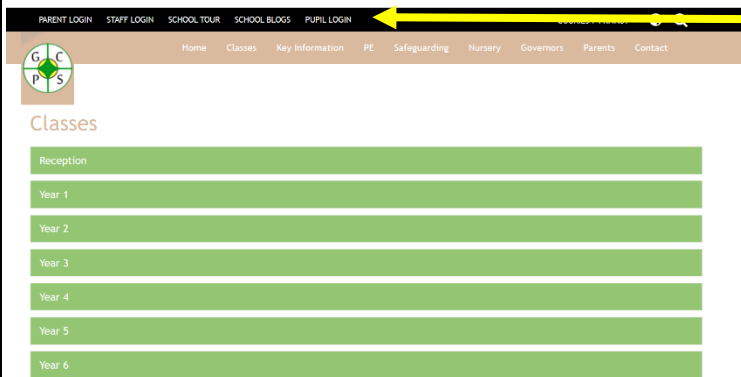 PARENT LOGIN STAFF LOGIN SCHOOL TOUR SCHOOL BLOGS PUPIL LOGIN
Home Classes Key Information PE Safeguarding Nursery Governors Parents Contact
G C
P S
Classes
Reception
Year 1
Year 2
Year 3
Year 4
Year 5
Year 6